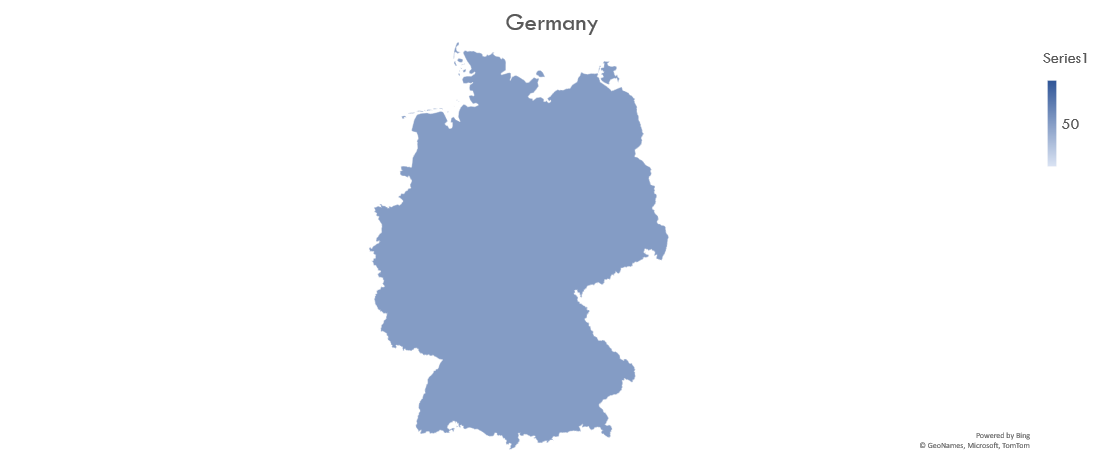 Germany
Series1
50
Powered by Bing
© GeoNames, Microsoft, TomTom